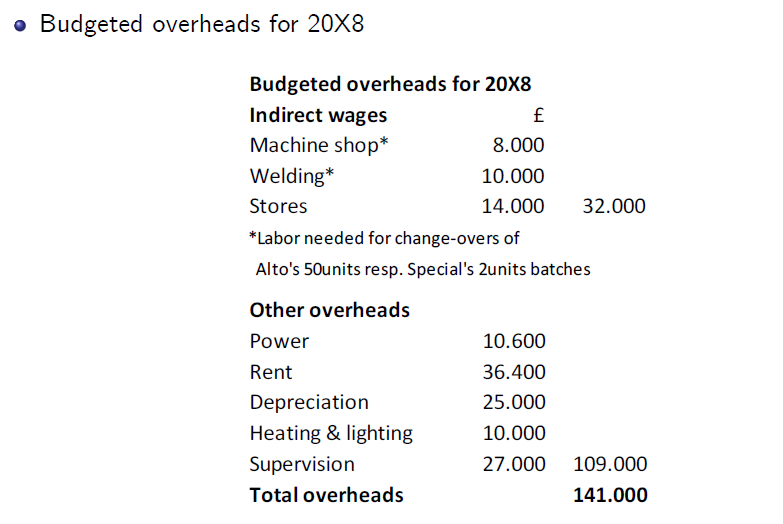 Budgeted overheads for 20X8
Budgeted overheads for 20X8
Indirect wages £
Machine shop* 8.000
Welding* 10.000
Stores 14.000 32.000
*Labor needed for change-overs of
Alto's 50units resp. Special's 2units batches
Other overheads
Power 10.600
Rent 36.400
Depreciation 25.000
Heating & lighting 10.000
Supervision 27.000 109.000
Total overheads 141.000